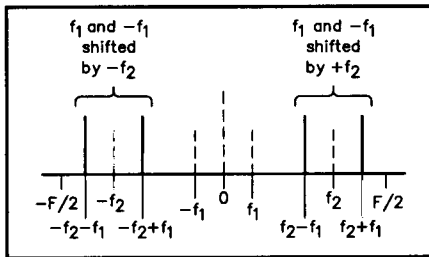 f₁ and -f₁
shifted
by -f₂
f₁ and -f₁
shifted
by +f₂
-F/2
-f₂
-f₁
0
f₁
f₂
F/2
-f₂-f₁
-f₂+f₁
f₂-f₁
f₂+f₁